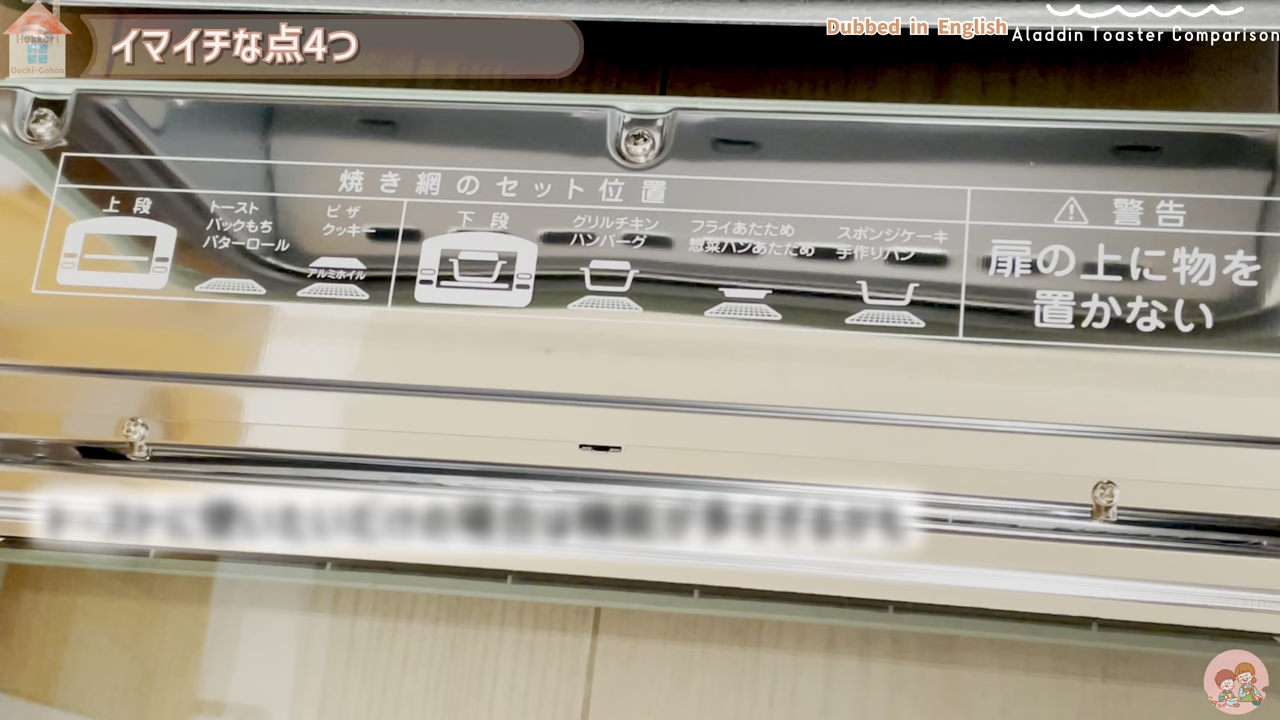 Hokkori
Ouchi-Gohan
イマイチな点4つ
Dubbed in English
Aladdin Toaster Comparison
焼き網のセット位置
上段
トースト
パックもち
バターロール
ピザ
クッキー
アルミホイル
下段
グリルチキン
ハンバーグ
フライあたため
惣菜パンあたため
スポンジケーキ
手作りパン
⚠ 警告
扉の上に物を
置かない